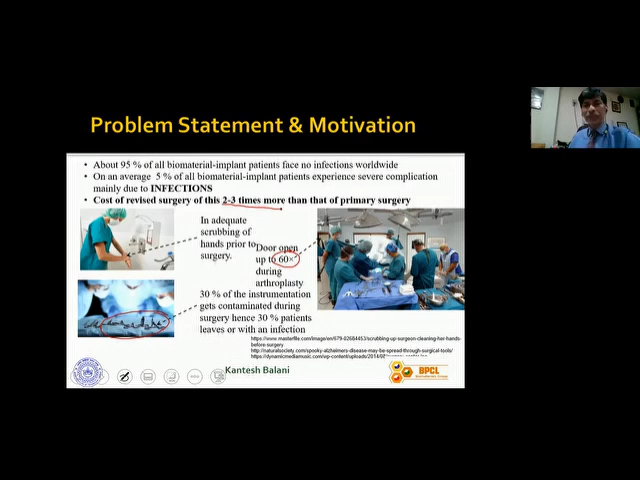 Problem Statement & Motivation
• About 95 % of all biomaterial-implant patients face no infections worldwide
• On an average 5 % of all biomaterial-implant patients experience severe complication
mainly due to INFECTIONS
• Cost of revised surgery of this 2-3 times more than that of primary surgery
In adequate
scrubbing of
hands prior to
surgery.
Door open
up to 60×
during
arthroplasty
30 % of the instrumentation
gets contaminated during
surgery hence 30 % patients
leaves or with an infection
https://www.masterfile.com/image/en/679-02684453/scrubbing-up-surgeon-cleaning-her-hands-
before-surgery
http://naturalsociety.com/spooky-alzheimers-disease-may-be-spread-through-surgical-tools/
https://dynamicmediamusic.com/wp-content/uploads/2014/
Kantesh Balani
BPCL